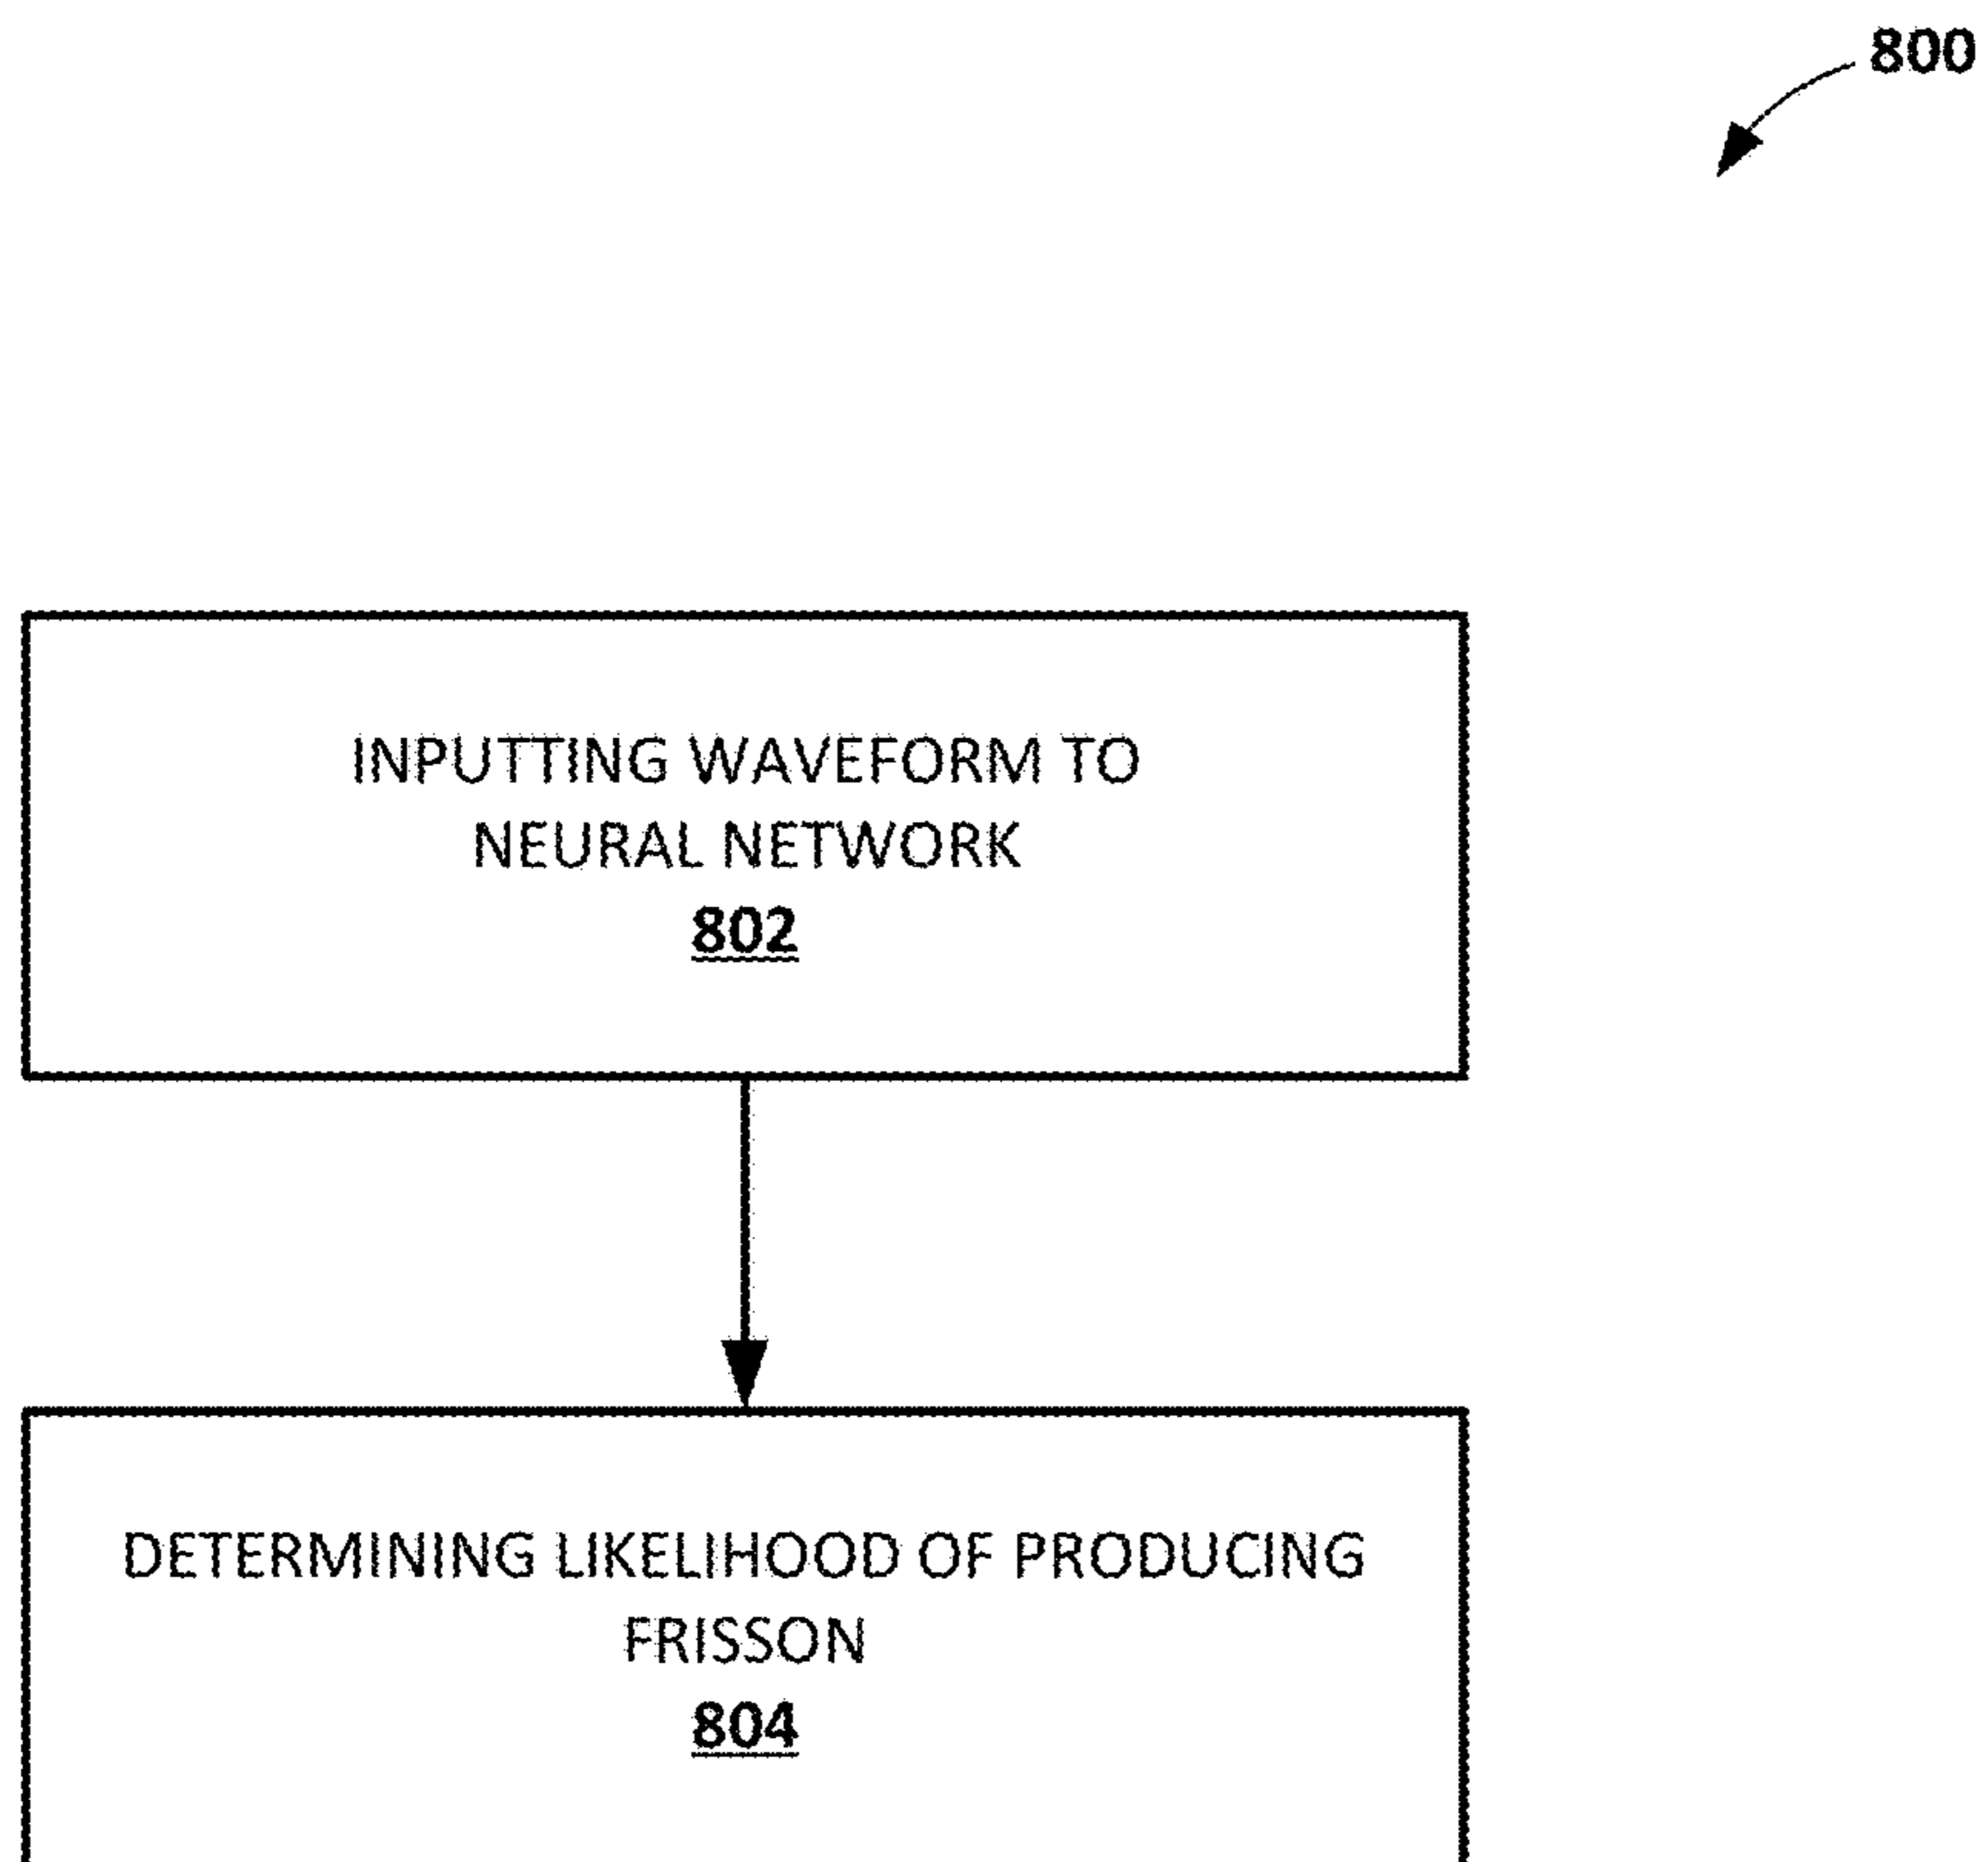 800
INPUTTING WAVEFORM TO
NEURAL NETWORK
802
DETERMINING LIKELIHOOD OF PRODUCING
FRISSON
804